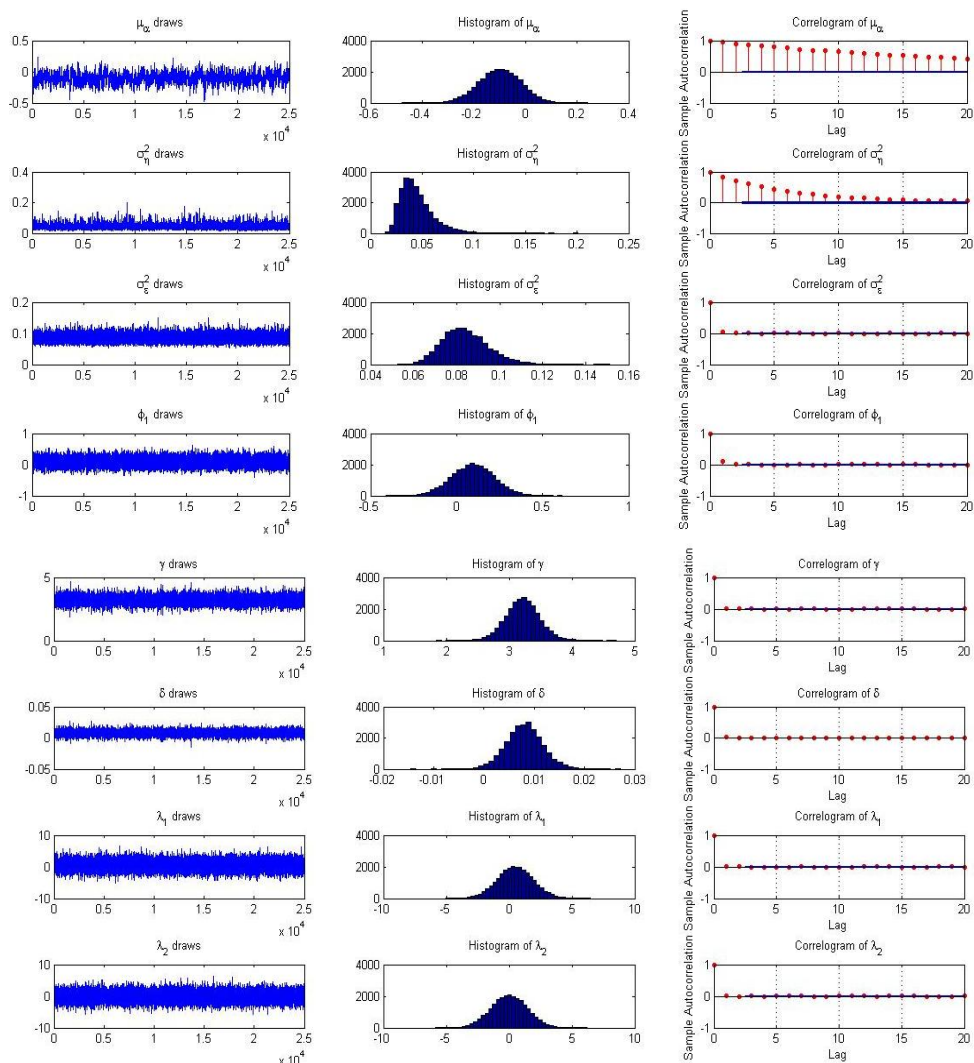 μα draws
Histogram of μα
Correlogram of μα
0.5
0
-0.5
0 0.5 1 1.5 2 2.5
x 10^4
4000
2000
0
-0.6 -0.4 -0.2 0 0.2 0.4
Sample Autocorrelation
1
0
-1
0 5 10 15 20
Lag
σ²η draws
Histogram of σ²η
Correlogram of σ²η
0.4
0.2
0
0 0.5 1 1.5 2 2.5
x 10^4
4000
2000
0
0 0.05 0.1 0.15 0.2 0.25
Sample Autocorrelation
1
0
-1
0 5 10 15 20
Lag
σ²ε draws
Histogram of σ²ε
Correlogram of σ²ε
0.2
0.1
0
0 0.5 1 1.5 2 2.5
x 10^4
4000
2000
0
0.04 0.06 0.08 0.1 0.12 0.14 0.16
Sample Autocorrelation
1
0
-1
0 5 10 15 20
Lag
ϕ1 draws
Histogram of ϕ1
Correlogram of ϕ1
1
0
-1
0 0.5 1 1.5 2 2.5
x 10^4
4000
2000
0
-0.5 0 0.5 1
Sample Autocorrelation
1
0
-1
0 5 10 15 20
Lag
γ draws
Histogram of γ
Correlogram of γ
5
0
0 0.5 1 1.5 2 2.5
x 10^4
4000
2000
0
1 2 3 4 5
Sample Autocorrelation
1
0
-1
0 5 10 15 20
Lag
δ draws
Histogram of δ
Correlogram of δ
0.05
0
-0.05
0 0.5 1 1.5 2 2.5
x 10^4
4000
2000
0
-0.02 -0.01 0 0.01 0.02 0.03
Sample Autocorrelation
1
0
-1
0 5 10 15 20
Lag
λ1 draws
Histogram of λ1
Correlogram of λ1
10
0
-10
0 0.5 1 1.5 2 2.5
x 10^4
4000
2000
0
-10 -5 0 5 10
Sample Autocorrelation
1
0
-1
0 5 10 15 20
Lag
λ2 draws
Histogram of λ2
Correlogram of λ2
10
0
-10
0 0.5 1 1.5 2 2.5
x 10^4
4000
2000
0
-10 -5 0 5 10
Sample Autocorrelation
1
0
-1
0 5 10 15 20
Lag